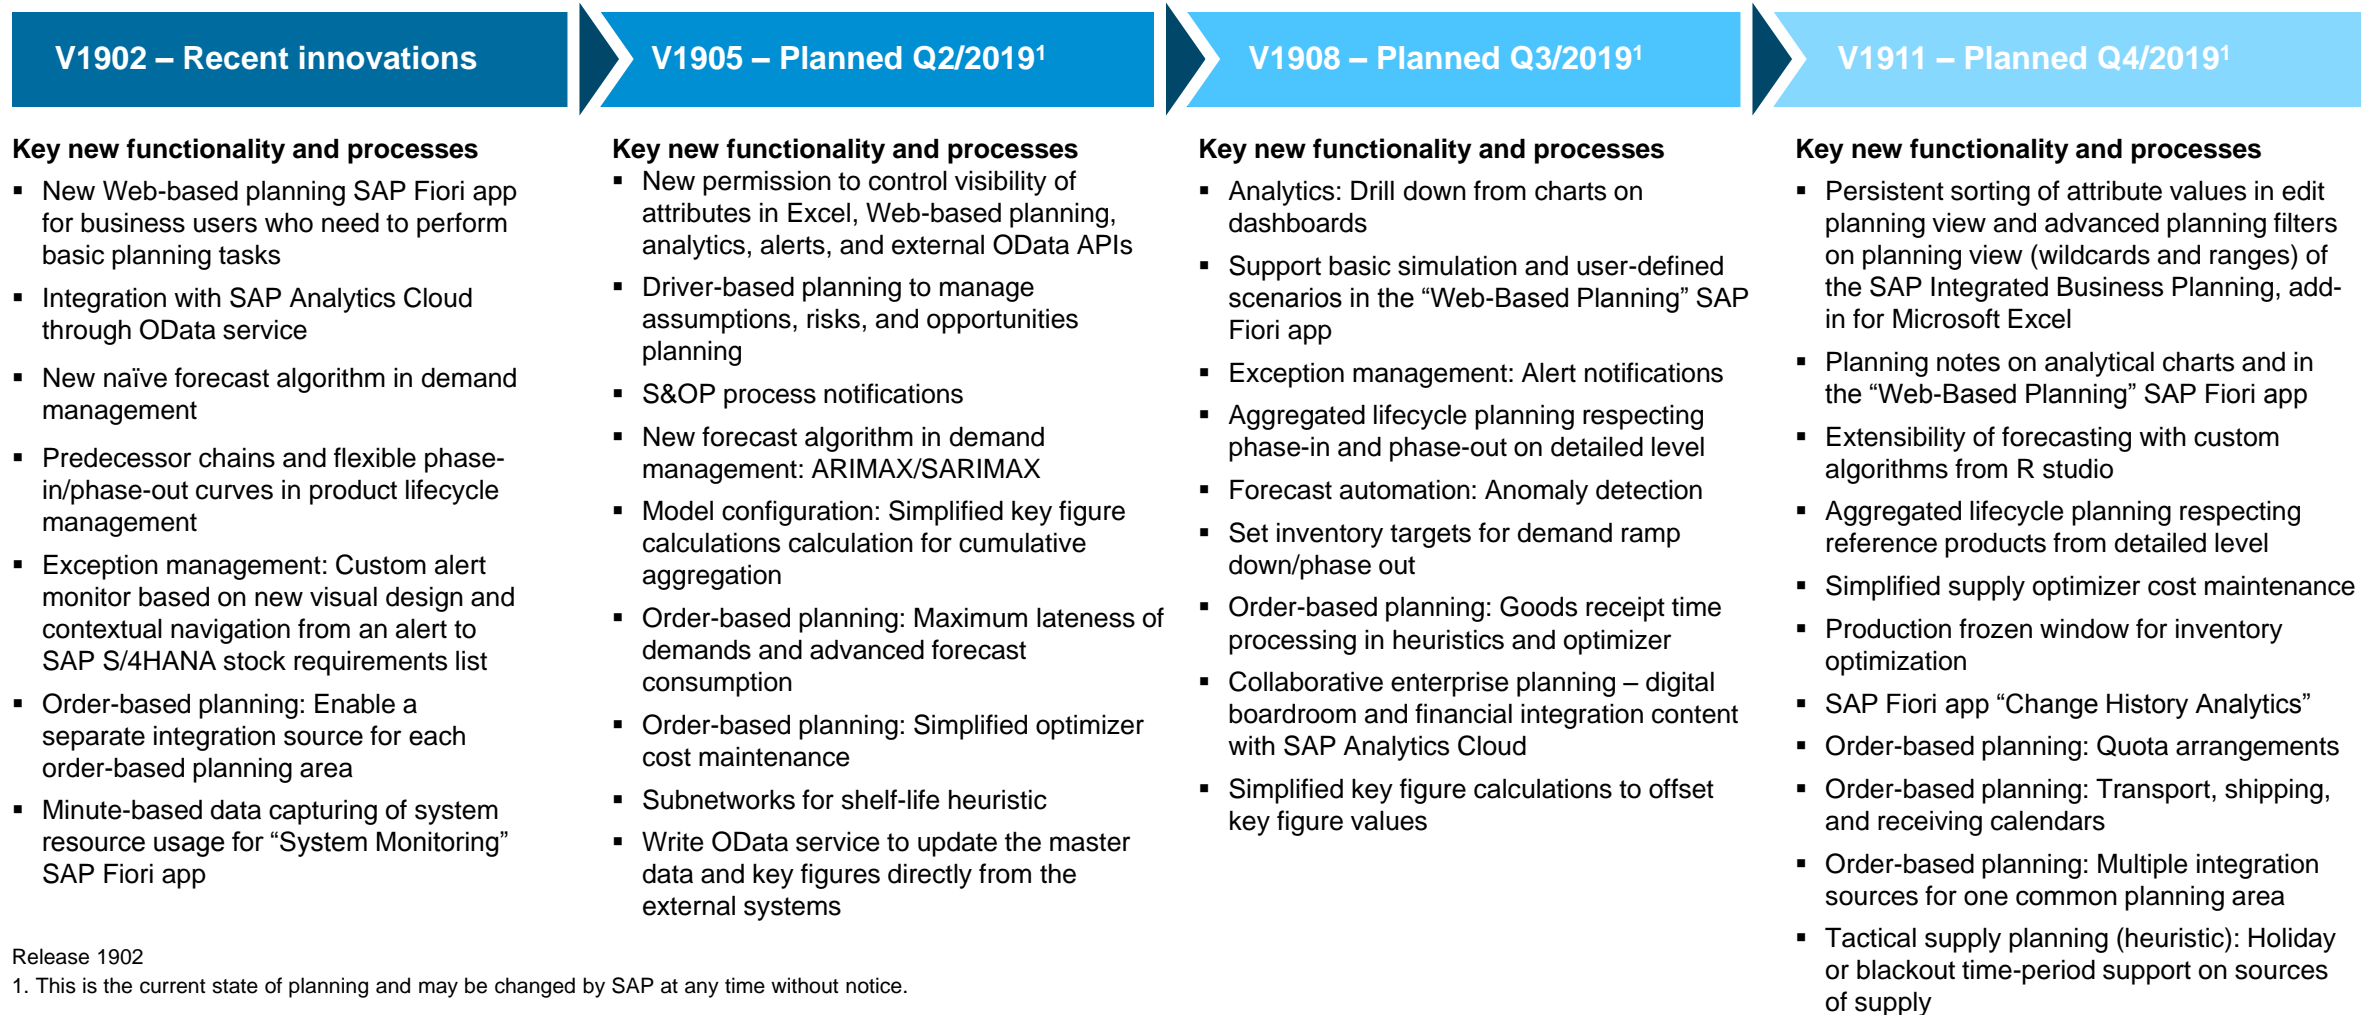 V1902 – Recent innovations
Key new functionality and processes
▪ New Web-based planning SAP Fiori app
for business users who need to perform
basic planning tasks
▪ Integration with SAP Analytics Cloud
through OData service
▪ New naïve forecast algorithm in demand
management
▪ Predecessor chains and flexible phase-
in/phase-out curves in product lifecycle
management
▪ Exception management: Custom alert
monitor based on new visual design and
contextual navigation from an alert to
SAP S/4HANA stock requirements list
▪ Order-based planning: Enable a
separate integration source for each
order-based planning area
▪ Minute-based data capturing of system
resource usage for “System Monitoring”
SAP Fiori app
V1905 – Planned Q2/2019¹
Key new functionality and processes
▪ New permission to control visibility of
attributes in Excel, Web-based planning,
analytics, alerts, and external OData APIs
▪ Driver-based planning to manage
assumptions, risks, and opportunities
planning
▪ S&OP process notifications
▪ New forecast algorithm in demand
management: ARIMAX/SARIMAX
▪ Model configuration: Simplified key figure
calculations calculation for cumulative
aggregation
▪ Order-based planning: Maximum lateness of
demands and advanced forecast
consumption
▪ Order-based planning: Simplified optimizer
cost maintenance
▪ Subnetworks for shelf-life heuristic
▪ Write OData service to update the master
data and key figures directly from the
external systems
V1908 – Planned Q3/2019¹
Key new functionality and processes
▪ Analytics: Drill down from charts on
dashboards
▪ Support basic simulation and user-defined
scenarios in the “Web-Based Planning” SAP
Fiori app
▪ Exception management: Alert notifications
▪ Aggregated lifecycle planning respecting
phase-in and phase-out on detailed level
▪ Forecast automation: Anomaly detection
▪ Set inventory targets for demand ramp
down/phase out
▪ Order-based planning: Goods receipt time
processing in heuristics and optimizer
▪ Collaborative enterprise planning – digital
boardroom and financial integration content
with SAP Analytics Cloud
▪ Simplified key figure calculations to offset
key figure values
V1911 – Planned Q4/2019¹
Key new functionality and processes
▪ Persistent sorting of attribute values in edit
planning view and advanced planning filters
on planning view (wildcards and ranges) of
the SAP Integrated Business Planning, add-
in for Microsoft Excel
▪ Planning notes on analytical charts and in
the “Web-Based Planning” SAP Fiori app
▪ Extensibility of forecasting with custom
algorithms from R studio
▪ Aggregated lifecycle planning respecting
reference products from detailed level
▪ Simplified supply optimizer cost maintenance
▪ Production frozen window for inventory
optimization
▪ SAP Fiori app “Change History Analytics”
▪ Order-based planning: Quota arrangements
▪ Order-based planning: Transport, shipping,
and receiving calendars
▪ Order-based planning: Multiple integration
sources for one common planning area
▪ Tactical supply planning (heuristic): Holiday
or blackout time-period support on sources
of supply
Release 1902
1. This is the current state of planning and may be changed by SAP at any time without notice.